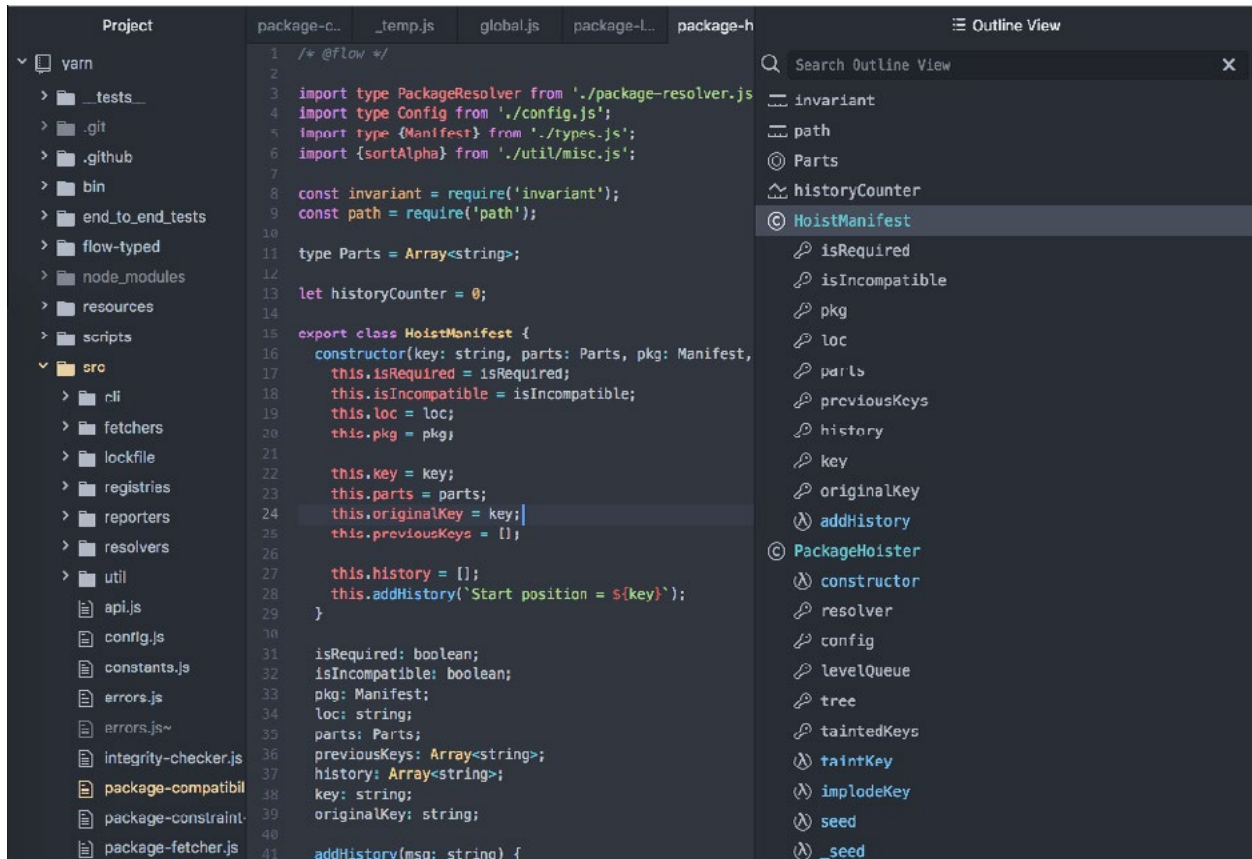 Project
yarn
__tests__
.git
.github
bin
end_to_end_tests
flow-typed
node_modules
resources
scripts
src
cli
fetchers
lockfile
registries
reporters
resolvers
util
api.js
config.js
constants.js
errors.js
errors.js~
integrity-checker.js
package-compatibil
package-constraint-
package-fetcher.js
package-c... _temp.js global.js package-l... package-h
1 /* @flow */
2
3 import type PackageResolver from './package-resolver.js
4 import type Config from './config.js';
5 import type {Manifest} from './types.js';
6 import {sortAlpha} from './util/misc.js';
7
8 const invariant = require('invariant');
9 const path = require('path');
10
11 type Parts = Array<string>;
12
13 let historyCounter = 0;
14
15 export class HoistManifest {
16 constructor(key: string, parts: Parts, pkg: Manifest,
17 this.isRequired = isRequired;
18 this.isIncompatible = isIncompatible;
19 this.loc = loc;
20 this.pkg = pkg;
21
22 this.key = key;
23 this.parts = parts;
24 this.originalKey = key;
25 this.previousKeys = [];
26
27 this.history = [];
28 this.addHistory(`Start position = ${key}`);
29 }
30
31 isRequired: boolean;
32 isIncompatible: boolean;
33 pkg: Manifest;
34 loc: string;
35 parts: Parts;
36 previousKeys: Array<string>;
37 history: Array<string>;
38 key: string;
39 originalKey: string;
40
41 addHistory(msg: string) {
Outline View
Search Outline View
invariant
path
Parts
historyCounter
HoistManifest
isRequired
isIncompatible
pkg
loc
parts
previousKeys
history
key
originalKey
addHistory
PackageHoister
constructor
resolver
config
levelQueue
tree
taintedKeys
taintKey
implodeKey
seed
_seed